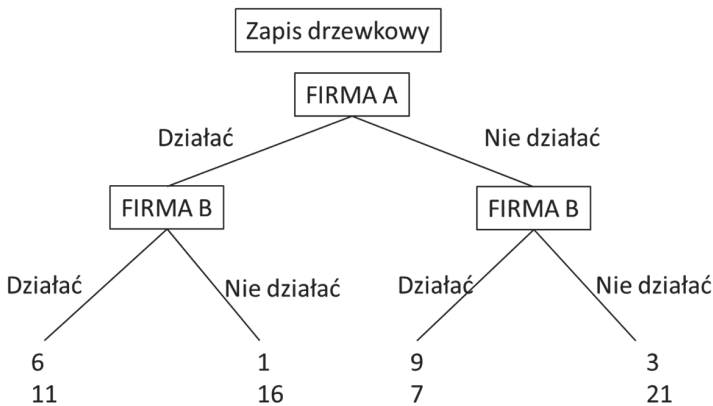 Zapis drzewkowy
FIRMA A
Działać
Nie działać
FIRMA B
FIRMA B
Działać
Nie działać
Działać
Nie działać
6
1
9
3
11
16
7
21